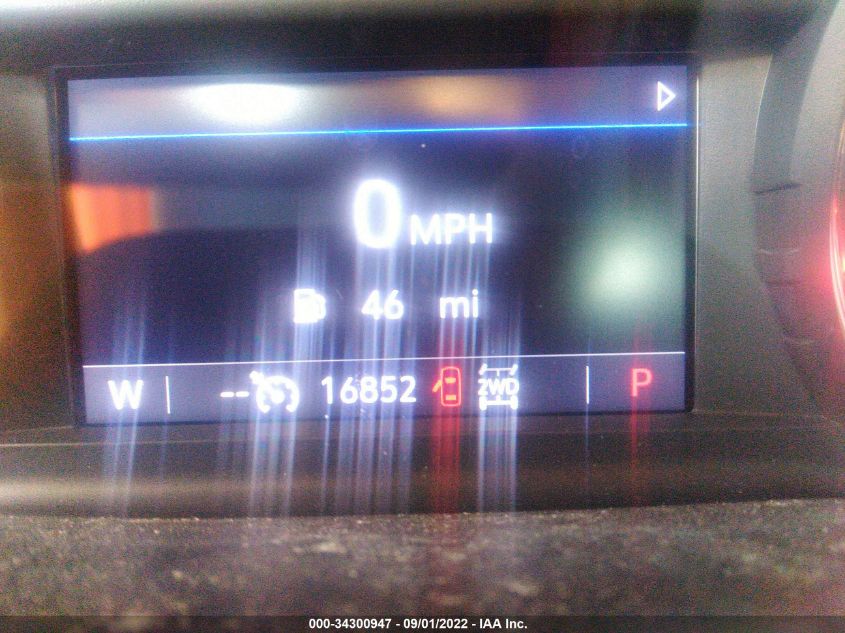 0 MPH
46 mi
W -- 16852 2WD P
000-34300947 - 09/01/2022 - IAA Inc.